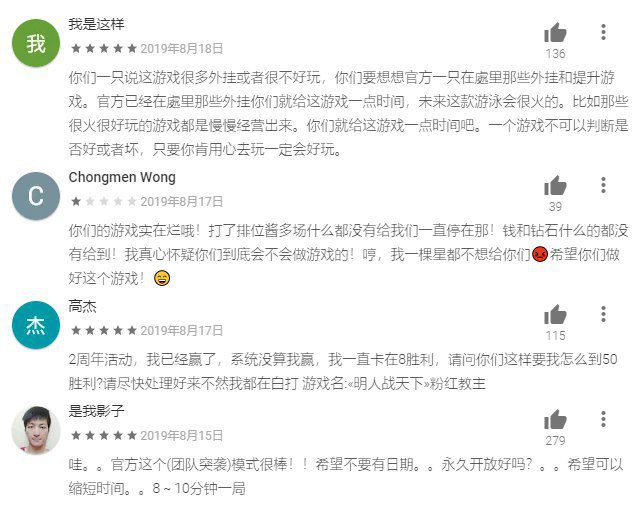 我是这样
我
★★★★★ 2019年8月18日
136
你们一只说这游戏很多外挂或者很不好玩，你们要想想官方一只在處里那些外挂和提升游
戏。官方已经在處里那些外挂你们就给这游戏一点时间，未来这款游泳会很火的。比如那些
很火很好玩的游戏都是慢慢经营出来。你们就给这游戏一点时间吧。一个游戏不可以判断是
否好或者坏，只要你肯用心去玩一定会好玩。
Chongmen Wong
C
★★★★★ 2019年8月17日
39
你们的游戏实在烂哦！打了排位酱多场什么都没有给我们一直停在那！钱和钻石什么的都没
有给到！我真心怀疑你们到底会不会做游戏的！哼，我一棵星都不想给你们😡希望你们做
好这个游戏！😄
高杰
杰
★★★★★ 2019年8月17日
115
2周年活动，我已经赢了，系统没算我赢，我一直卡在8胜利，请问你们这样要我怎么到50
胜利?请尽快处理好来不然我都在白打 游戏名:«明人战天下»粉红教主
是我影子
★★★★★ 2019年8月15日
279
哇。。官方这个(团队突袭)模式很棒！！希望不要有日期。。永久开放好吗？。。希望可以
缩短时间。。8～10分钟一局